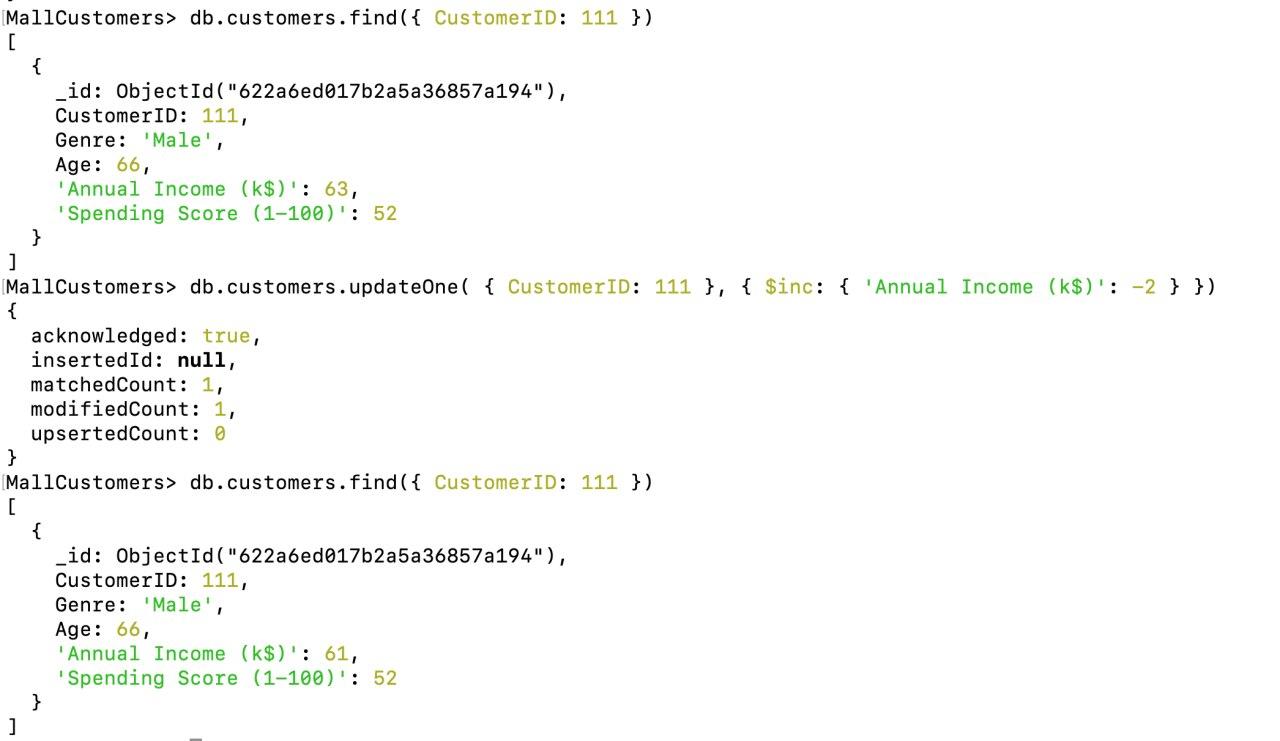 MallCustomers> db.customers.find({ CustomerID: 111 })
[
  {
    _id: ObjectId("622a6ed017b2a5a36857a194"),
    CustomerID: 111,
    Genre: 'Male',
    Age: 66,
    'Annual Income (k$)': 63,
    'Spending Score (1-100)': 52
  }
]
MallCustomers> db.customers.updateOne( { CustomerID: 111 }, { $inc: { 'Annual Income (k$)': -2 } })
{
  acknowledged: true,
  insertedId: null,
  matchedCount: 1,
  modifiedCount: 1,
  upsertedCount: 0
}
MallCustomers> db.customers.find({ CustomerID: 111 })
[
  {
    _id: ObjectId("622a6ed017b2a5a36857a194"),
    CustomerID: 111,
    Genre: 'Male',
    Age: 66,
    'Annual Income (k$)': 61,
    'Spending Score (1-100)': 52
  }
]